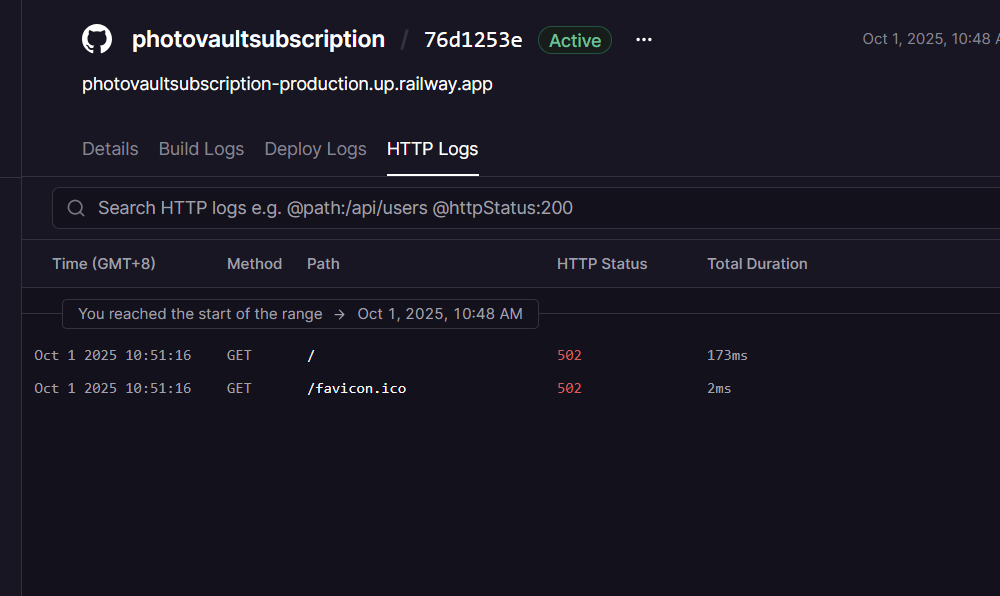 photovaultsubscription / 76d1253e Active ... Oct 1, 2025, 10:48 A
photovaultsubscription-production.up.railway.app
Details Build Logs Deploy Logs HTTP Logs
Search HTTP logs e.g. @path:/api/users @httpStatus:200
Time (GMT+8) Method Path HTTP Status Total Duration
You reached the start of the range → Oct 1, 2025, 10:48 AM
Oct 1 2025 10:51:16 GET / 502 173ms
Oct 1 2025 10:51:16 GET /favicon.ico 502 2ms